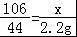 106/44 = x/2.2g